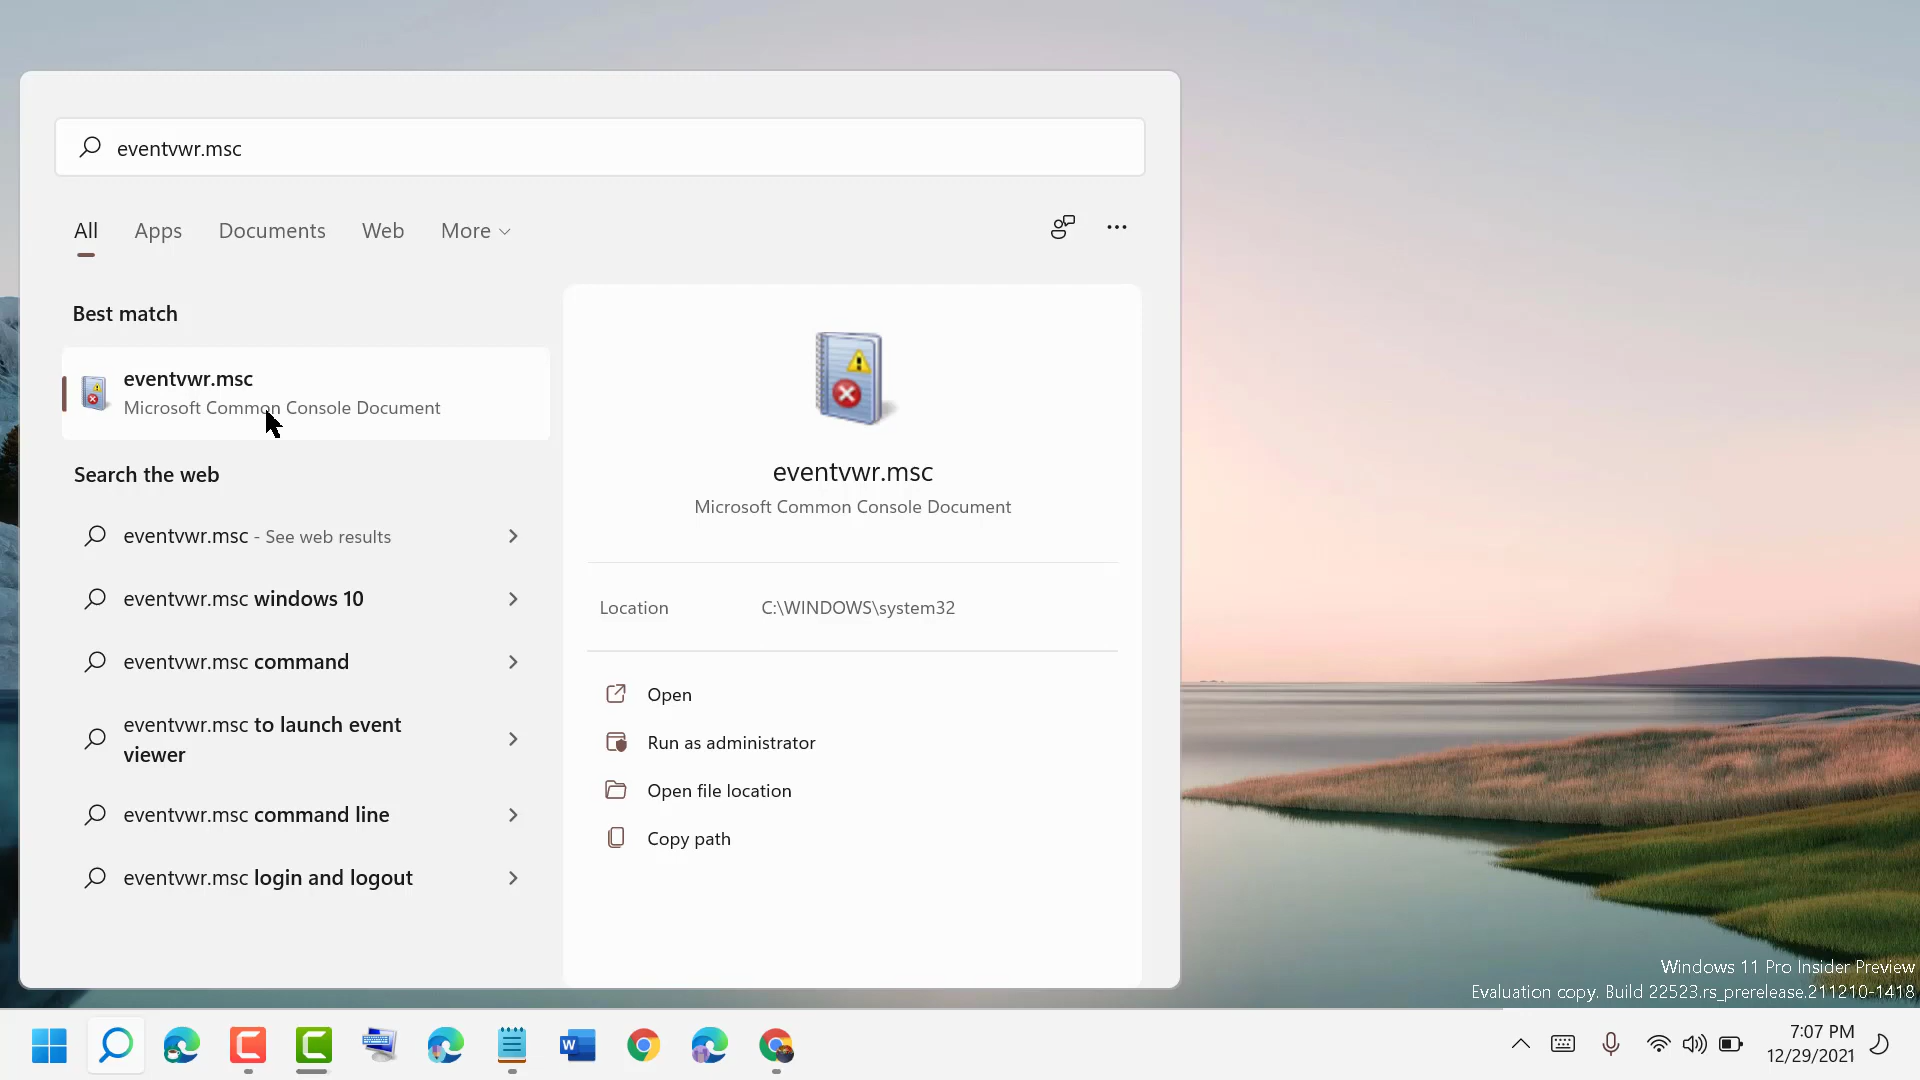 eventvwr.msc
All Apps Documents Web More
Best match
eventvwr.msc
Microsoft Common Console Document
Search the web
eventvwr.msc - See web results
eventvwr.msc windows 10
eventvwr.msc command
eventvwr.msc to launch event
viewer
eventvwr.msc command line
eventvwr.msc login and logout
eventvwr.msc
Microsoft Common Console Document
Location C:\WINDOWS\system32
Open
Run as administrator
Open file location
Copy path
Windows 11 Pro Insider Preview
Evaluation copy. Build 22523.rs_prerelease.211210-1418
7:07 PM
12/29/2021